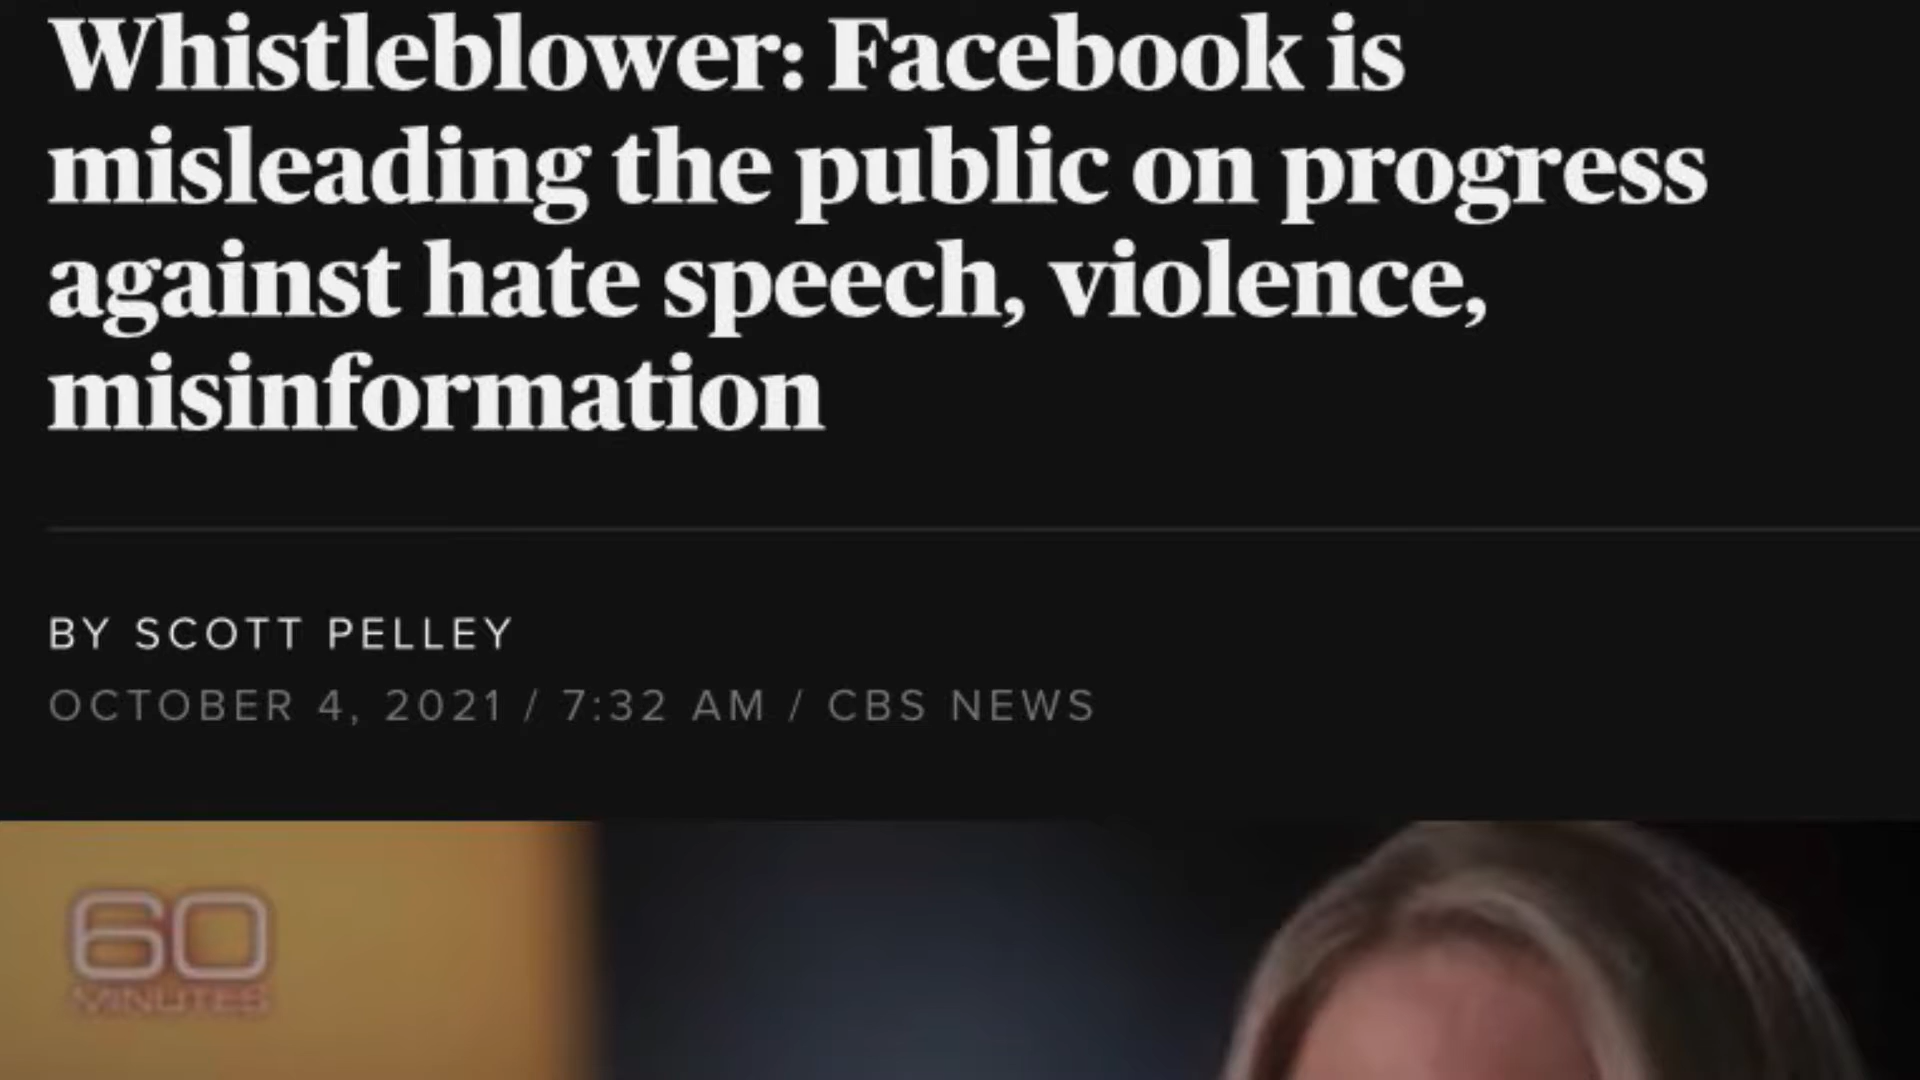 Whistleblower: Facebook is
misleading the public on progress
against hate speech, violence,
misinformation
BY SCOTT PELLEY
OCTOBER 4, 2021 / 7:32 AM / CBS NEWS
60
MINUTES